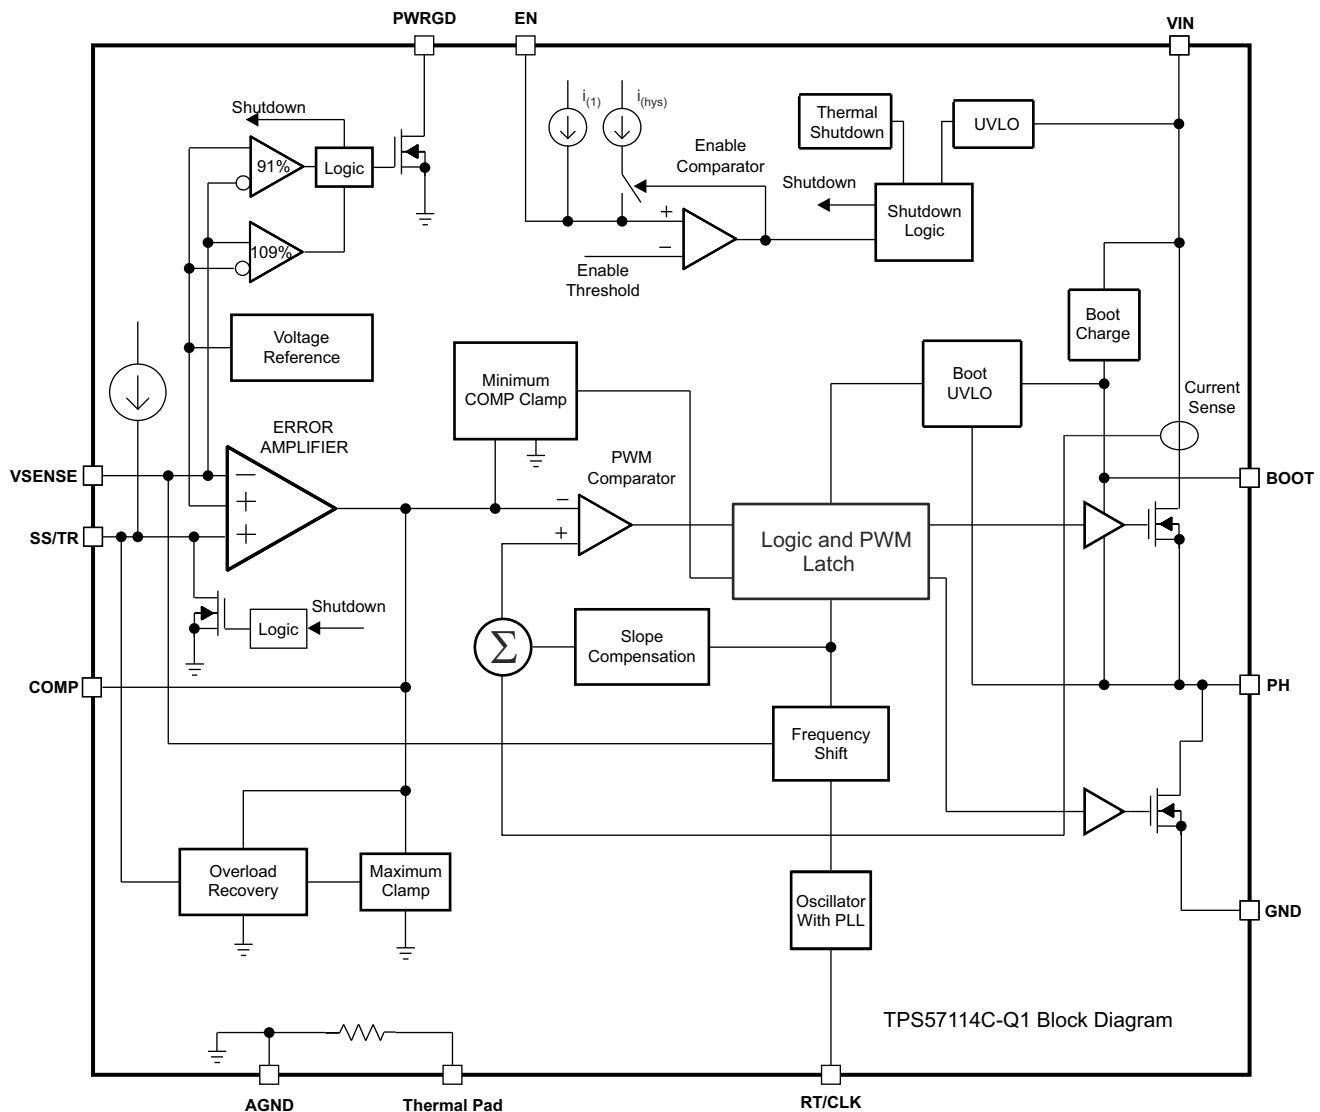 PWRGD
EN
VIN
i(1)
i(hys)
Shutdown
Thermal
Shutdown
UVLO
91%
Logic
Enable
Comparator
Shutdown
Shutdown
Logic
+
−
109%
Enable
Threshold
Voltage
Reference
Boot
Charge
Minimum
COMP Clamp
Boot
UVLO
Current
Sense
ERROR
AMPLIFIER
PWM
Comparator
VSENSE
−
+
+
BOOT
−
+
SS/TR
Logic and PWM
Latch
Shutdown
Logic
Σ
Slope
Compensation
COMP
PH
Frequency
Shift
Overload
Recovery
Maximum
Clamp
Oscillator
With PLL
GND
TPS57114C-Q1 Block Diagram
AGND
Thermal Pad
RT/CLK